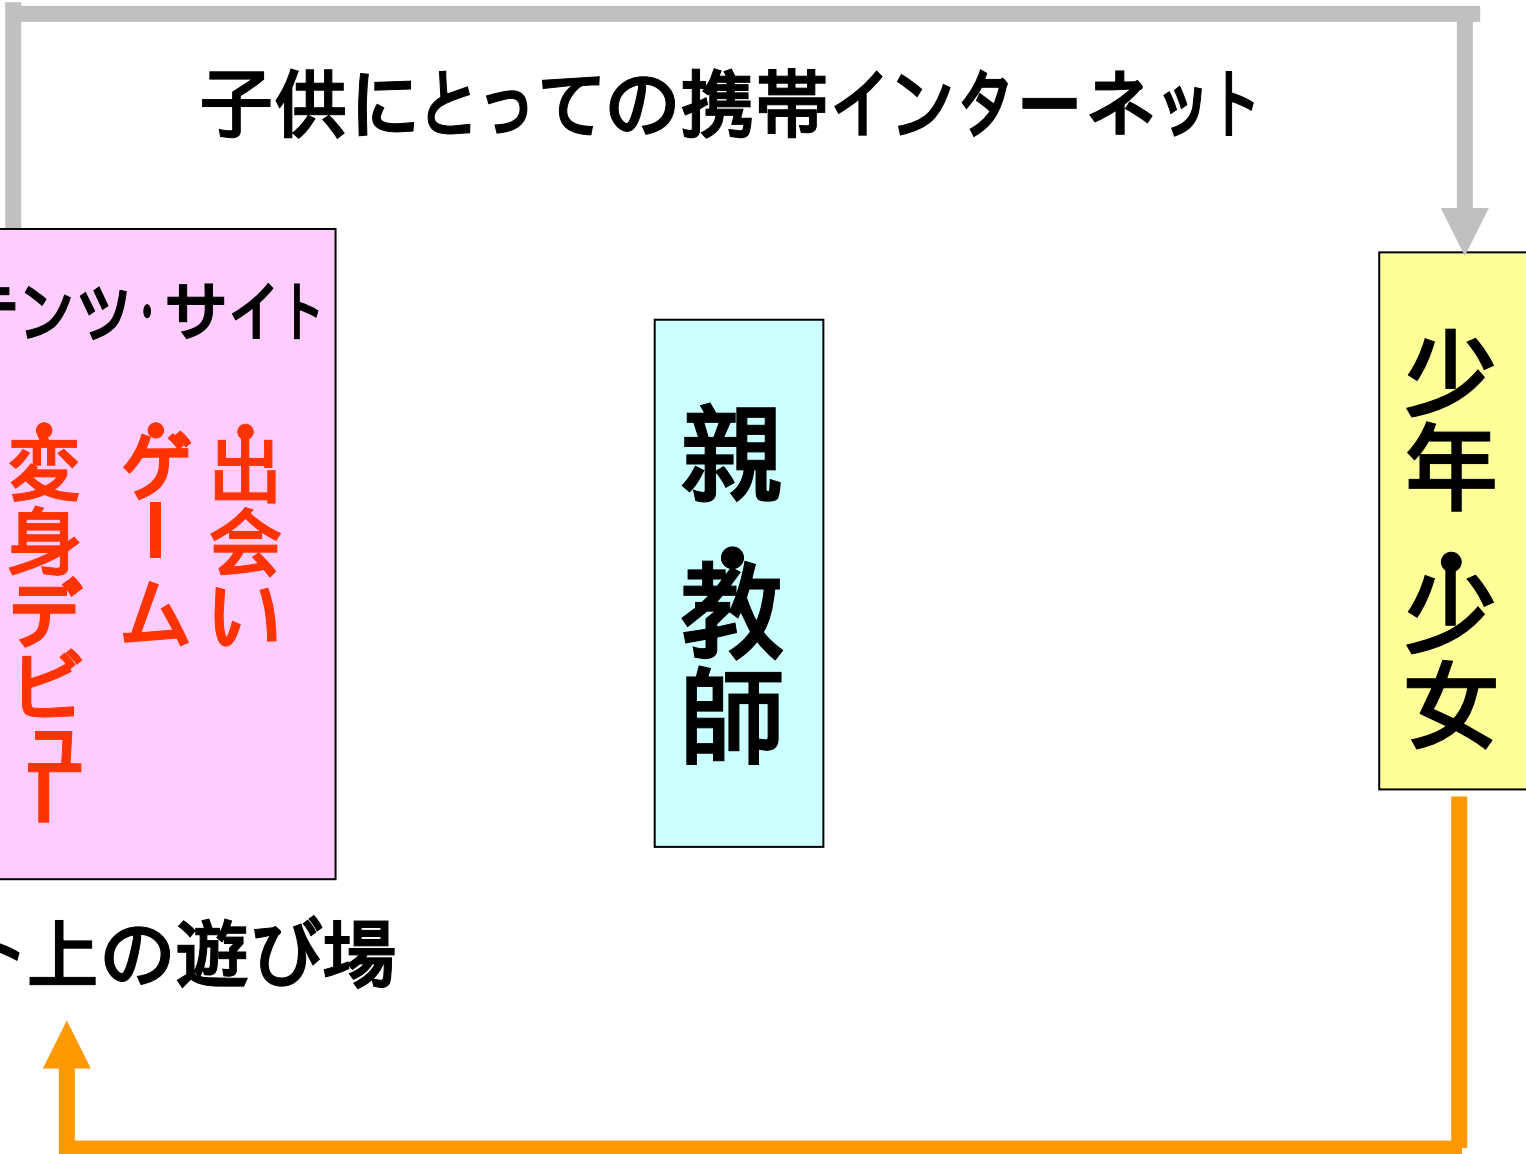 子供にとっての携帯インターネット
テンツ・サイト
・出会い
・ゲーム
・変身デビュー
親・教師
少年・少女
ト上の遊び場